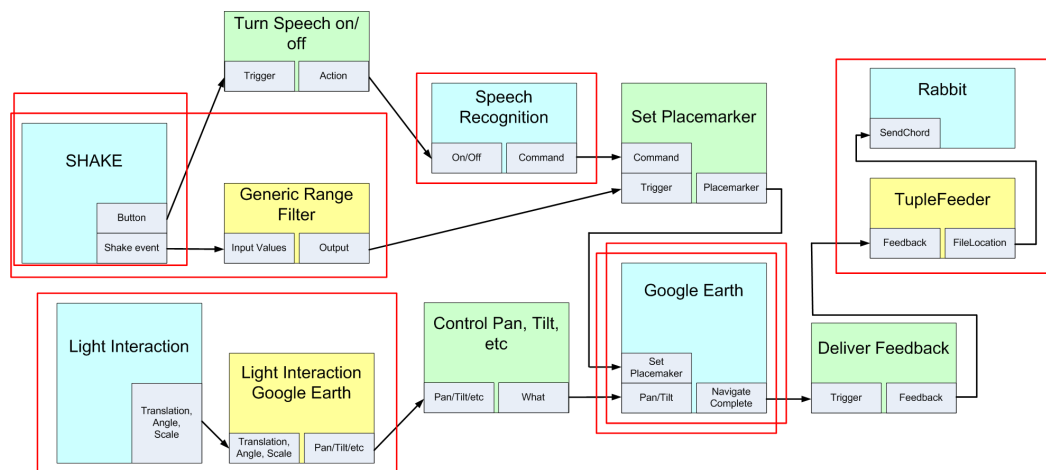 Turn Speech on/
off
Trigger
Action
SHAKE
Button
Shake event
Generic Range
Filter
Input Values
Output
Speech
Recognition
On/Off
Command
Set Placemarker
Command
Trigger
Placemarker
Rabbit
SendChord
TupleFeeder
Feedback
FileLocation
Light Interaction
Translation,
Angle,
Scale
Light Interaction
Google Earth
Translation,
Angle, Scale
Pan/Tilt/etc
Control Pan, Tilt,
etc
Pan/Tilt/etc
What
Google Earth
Set
Placemaker
Pan/Tilt
Navigate
Complete
Deliver Feedback
Trigger
Feedback